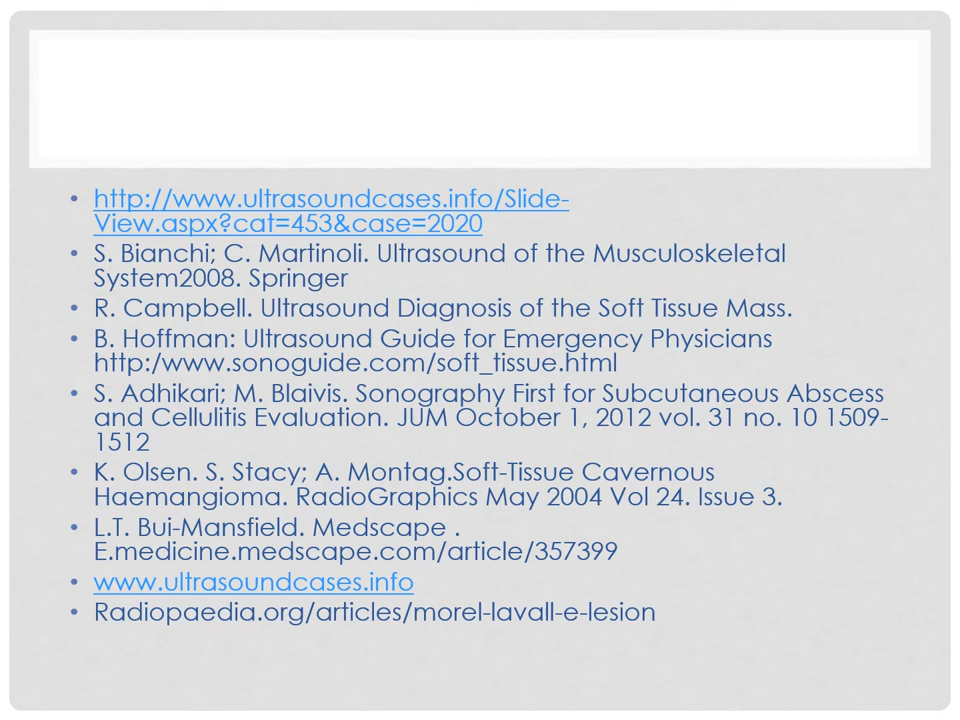 • http://www.ultrasoundcases.info/Slide-
View.aspx?cat=453&case=2020
• S. Bianchi; C. Martinoli. Ultrasound of the Musculoskeletal
System2008. Springer
• R. Campbell. Ultrasound Diagnosis of the Soft Tissue Mass.
• B. Hoffman: Ultrasound Guide for Emergency Physicians
http:/www.sonoguide.com/soft_tissue.html
• S. Adhikari; M. Blaivis. Sonography First for Subcutaneous Abscess
and Cellulitis Evaluation. JUM October 1, 2012 vol. 31 no. 10 1509-
1512
• K. Olsen. S. Stacy; A. Montag.Soft-Tissue Cavernous
Haemangioma. RadioGraphics May 2004 Vol 24. Issue 3.
• L.T. Bui-Mansfield. Medscape .
E.medicine.medscape.com/article/357399
• www.ultrasoundcases.info
• Radiopaedia.org/articles/morel-lavall-e-lesion